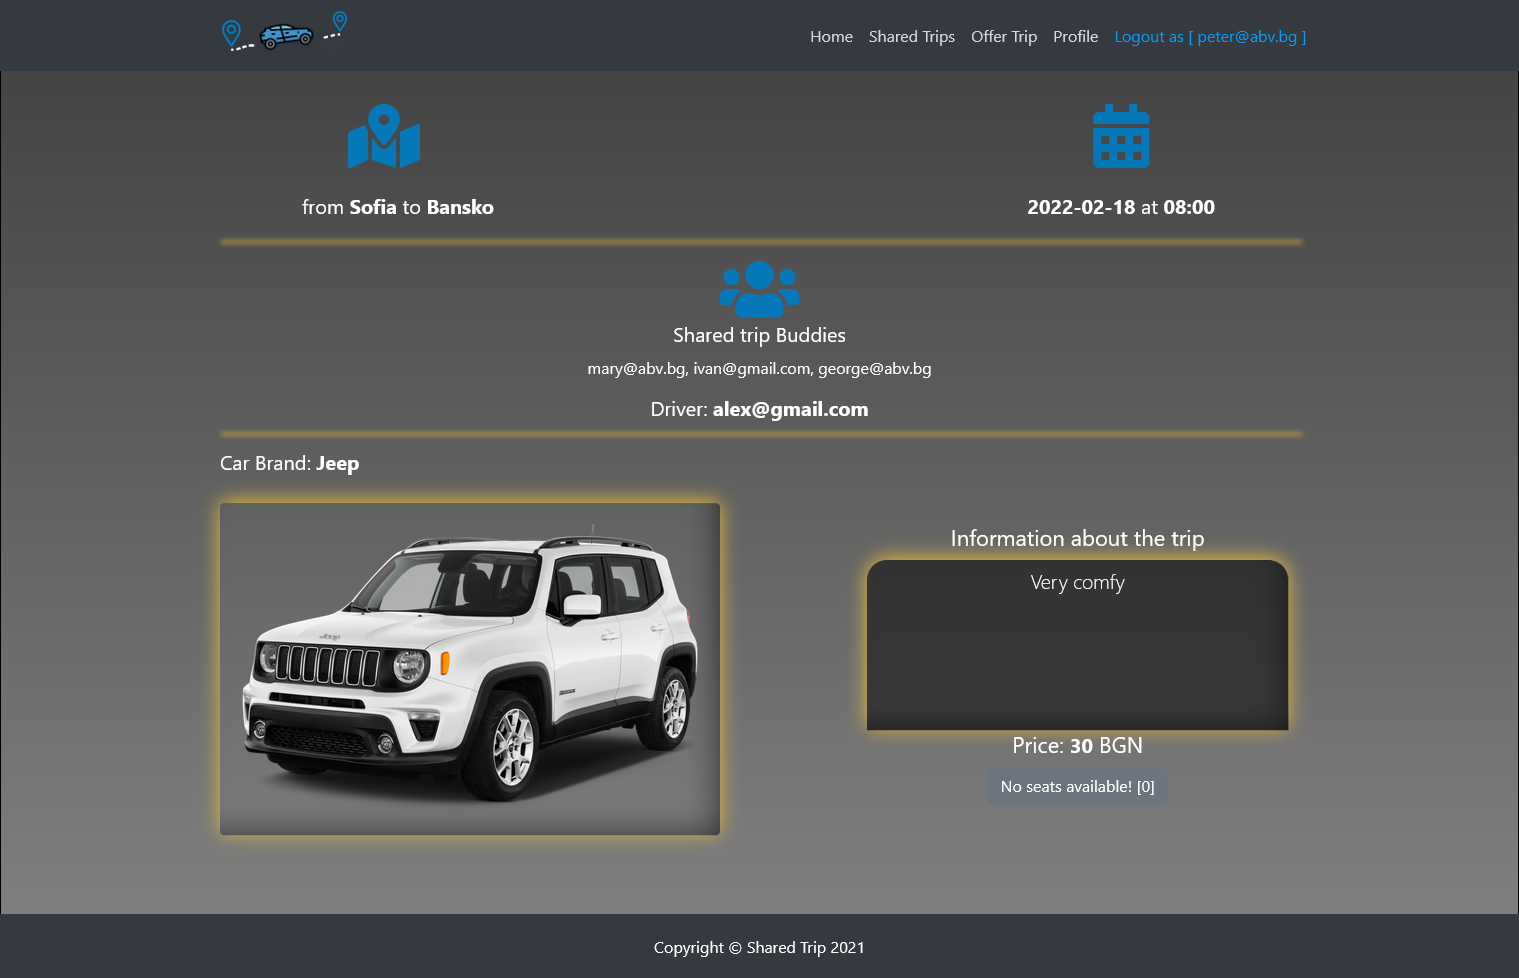 Home Shared Trips Offer Trip Profile Logout as [ peter@abv.bg ]
from Sofia to Bansko
2022-02-18 at 08:00
Shared trip Buddies
mary@abv.bg, ivan@gmail.com, george@abv.bg
Driver: alex@gmail.com
Car Brand: Jeep
Jeep
Information about the trip
Very comfy
Price: 30 BGN
No seats available! [0]
Copyright © Shared Trip 2021